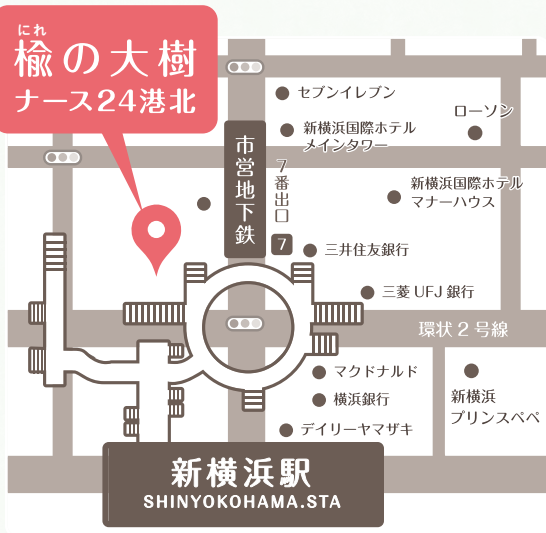 にれ
楡の大樹
ナース24港北
セブンイレブン
新横浜国際ホテル
メインタワー
ローソン
市営地下鉄
7番出口
7
新横浜国際ホテル
マナーハウス
三井住友銀行
三菱 UFJ 銀行
環状 2 号線
マクドナルド
横浜銀行
デイリーヤマザキ
新横浜
プリンスペペ
新横浜駅
SHINYOKOHAMA.STA